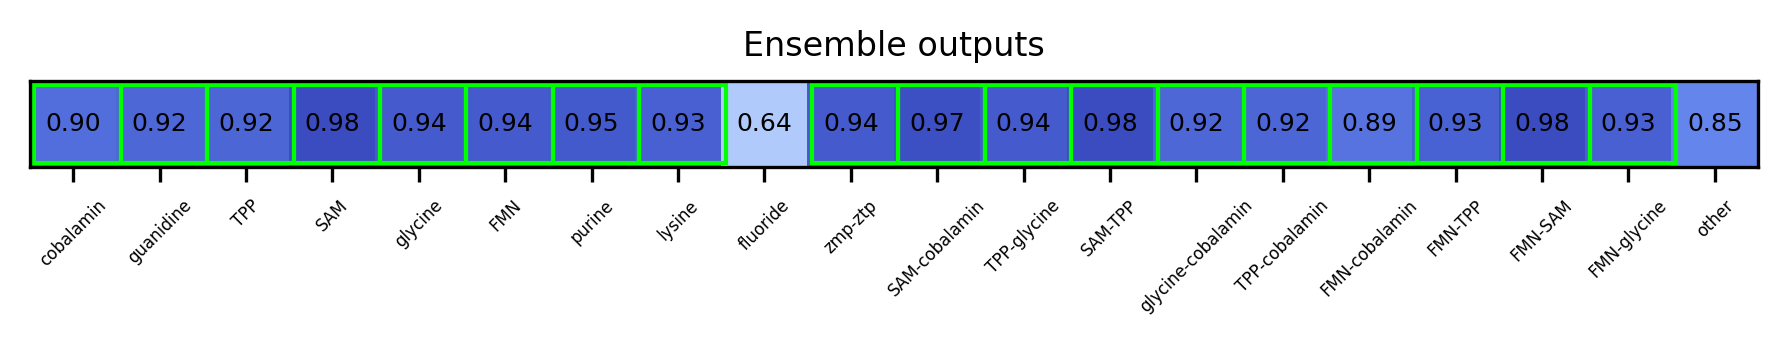 Ensemble outputs
0.90 0.92 0.92 0.98 0.94 0.94 0.95 0.93 0.64 0.94 0.97 0.94 0.98 0.92 0.92 0.89 0.93 0.98 0.93 0.85
cobalamin guanidine TPP SAM glycine FMN purine lysine fluoride zmp-ztp SAM-cobalamin TPP-glycine SAM-TPP glycine-cobalamin TPP-cobalamin FMN-cobalamin FMN-TPP FMN-SAM FMN-glycine other